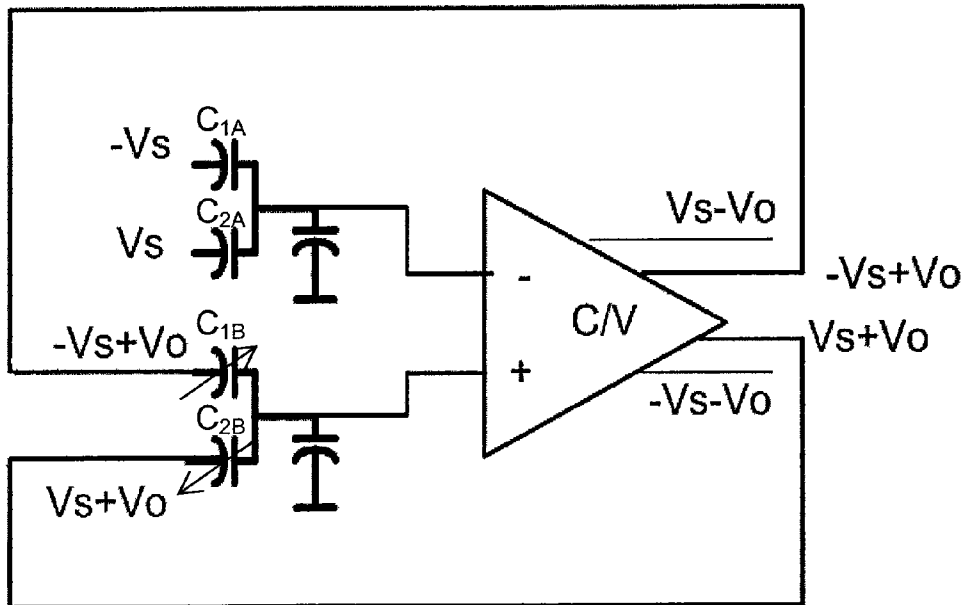 C1A
-Vs
C2A
Vs
Vs-Vo
-
-Vs+Vo
C/V
C1B
-Vs+Vo
Vs+Vo
+
-Vs-Vo
C2B
Vs+Vo